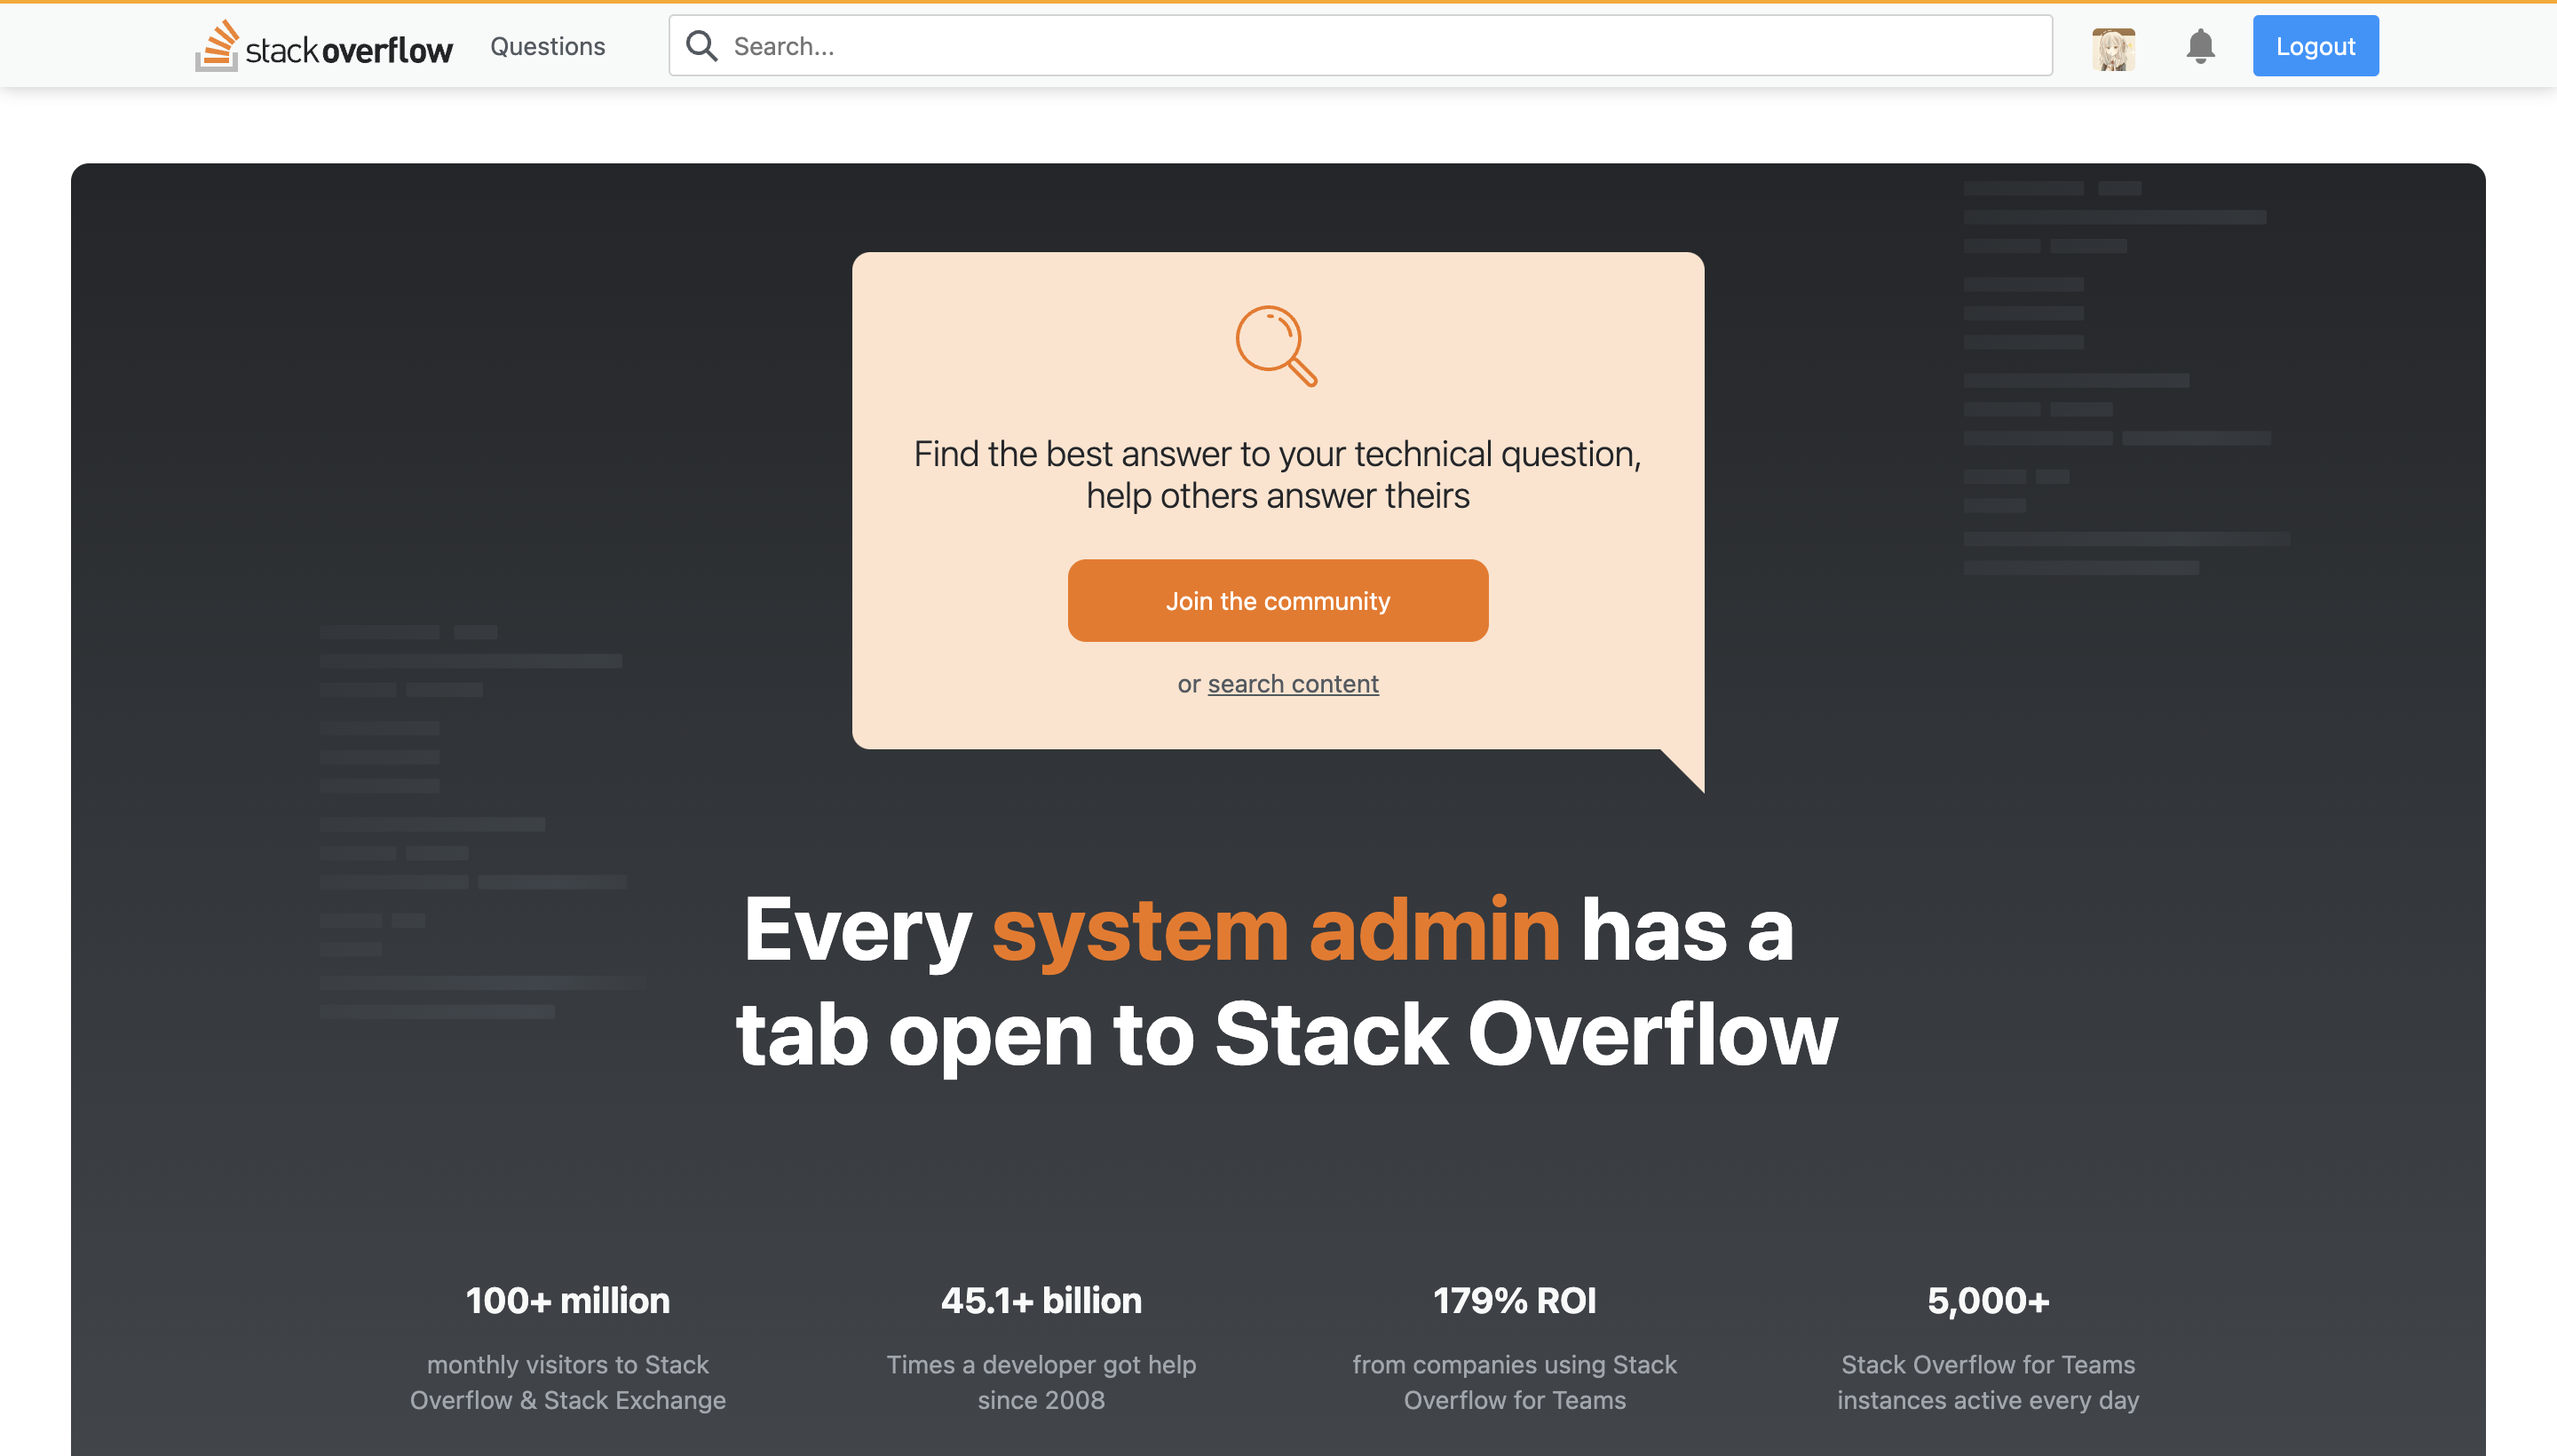 stackoverflow
Questions
Search...
Logout
Find the best answer to your technical question,
help others answer theirs
Join the community
or search content
Every system admin has a
tab open to Stack Overflow
100+ million
monthly visitors to Stack
Overflow & Stack Exchange
45.1+ billion
Times a developer got help
since 2008
179% ROI
from companies using Stack
Overflow for Teams
5,000+
Stack Overflow for Teams
instances active every day